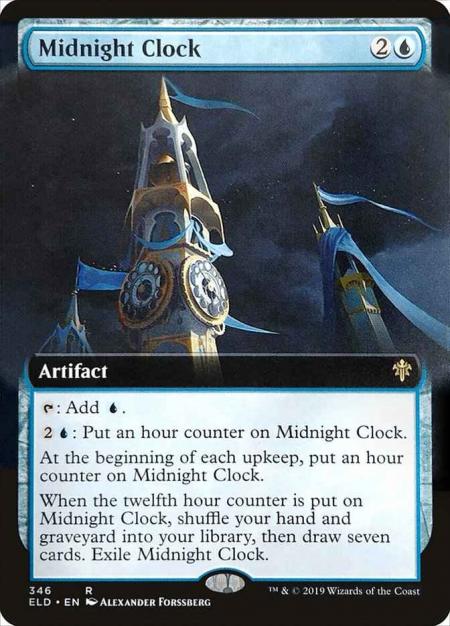 Midnight Clock 2
Artifact
: Add .
2 : Put an hour counter on Midnight Clock.
At the beginning of each upkeep, put an hour
counter on Midnight Clock.
When the twelfth hour counter is put on
Midnight Clock, shuffle your hand and
graveyard into your library, then draw seven
cards. Exile Midnight Clock.
346 R
ELD • EN Alexander Forssberg
™ & © 2019 Wizards of the Coast